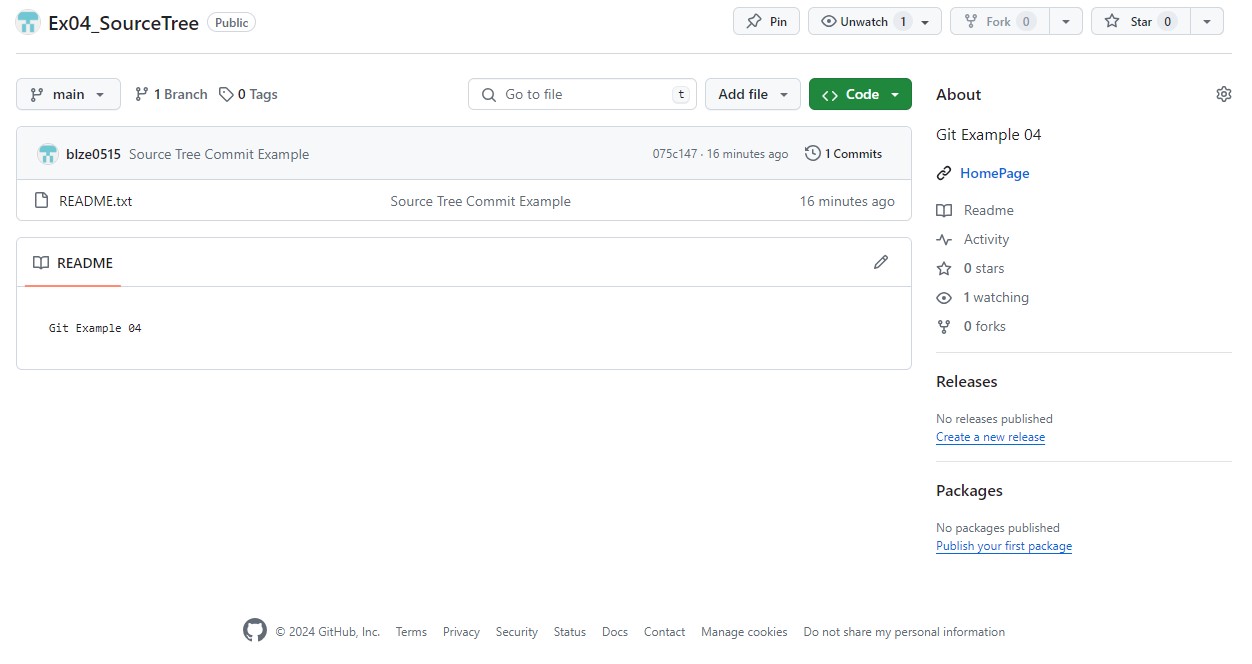 Ex04_SourceTree Public Pin Unwatch 1 Fork 0 Star 0
main 1 Branch 0 Tags Go to file t Add file Code
blze0515 Source Tree Commit Example 075c147 · 16 minutes ago 1 Commits
README.txt Source Tree Commit Example 16 minutes ago
README
Git Example 04
About
Git Example 04
HomePage
Readme
Activity
0 stars
1 watching
0 forks
Releases
No releases published
Create a new release
Packages
No packages published
Publish your first package
© 2024 GitHub, Inc. Terms Privacy Security Status Docs Contact Manage cookies Do not share my personal information